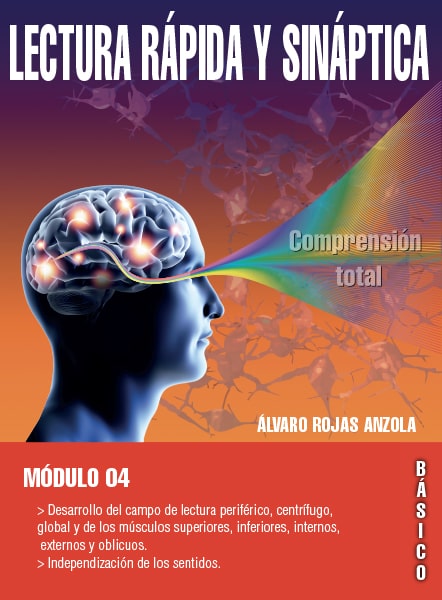 LECTURA RÁPIDA Y SINÁPTICA
Comprensión
total
ÁLVARO ROJAS ANZOLA
MÓDULO 04
> Desarrollo del campo de lectura periférico, centrífugo,
global y de los músculos superiores, inferiores, internos,
externos y oblicuos.
> Independización de los sentidos.
BÁSICO